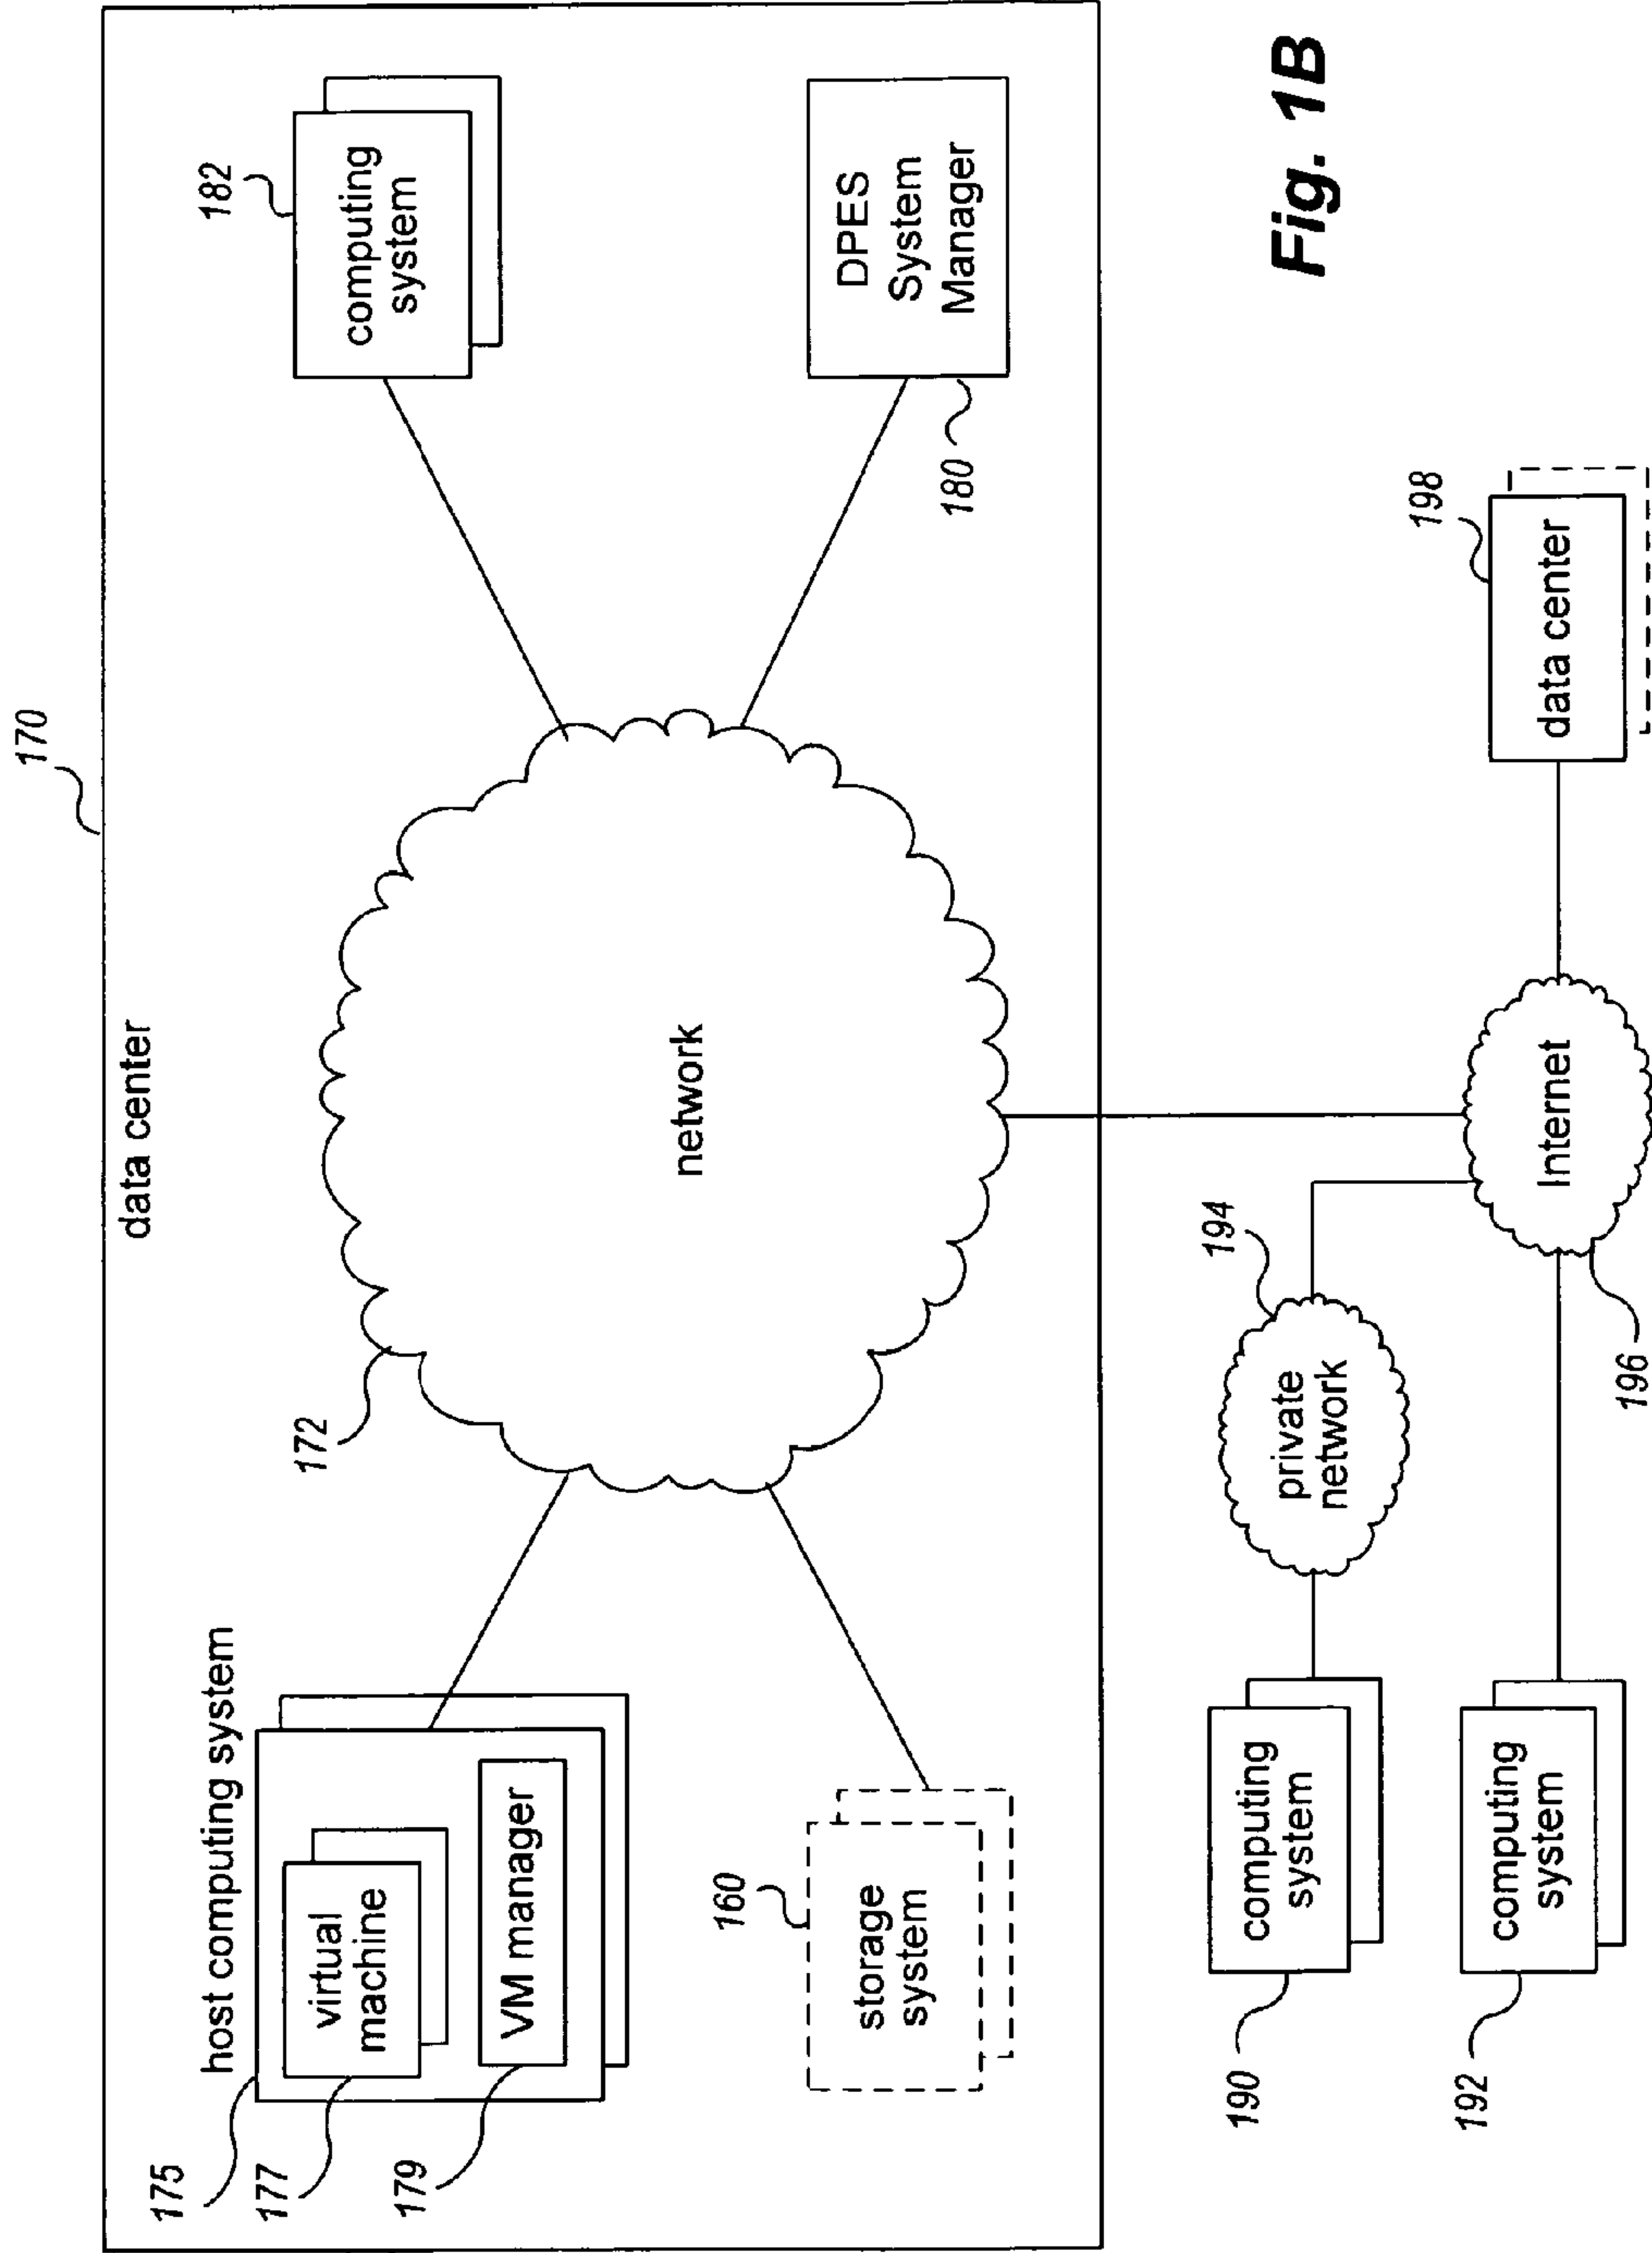 170
data center
host computing system
175
177
179
virtual
machine
VM manager
172
network
182
computing
system
160
storage
system
DPES
System
Manager
180
190
computing
system
private
network
194
192
computing
system
Internet
196
data center
198
Fig. 1B